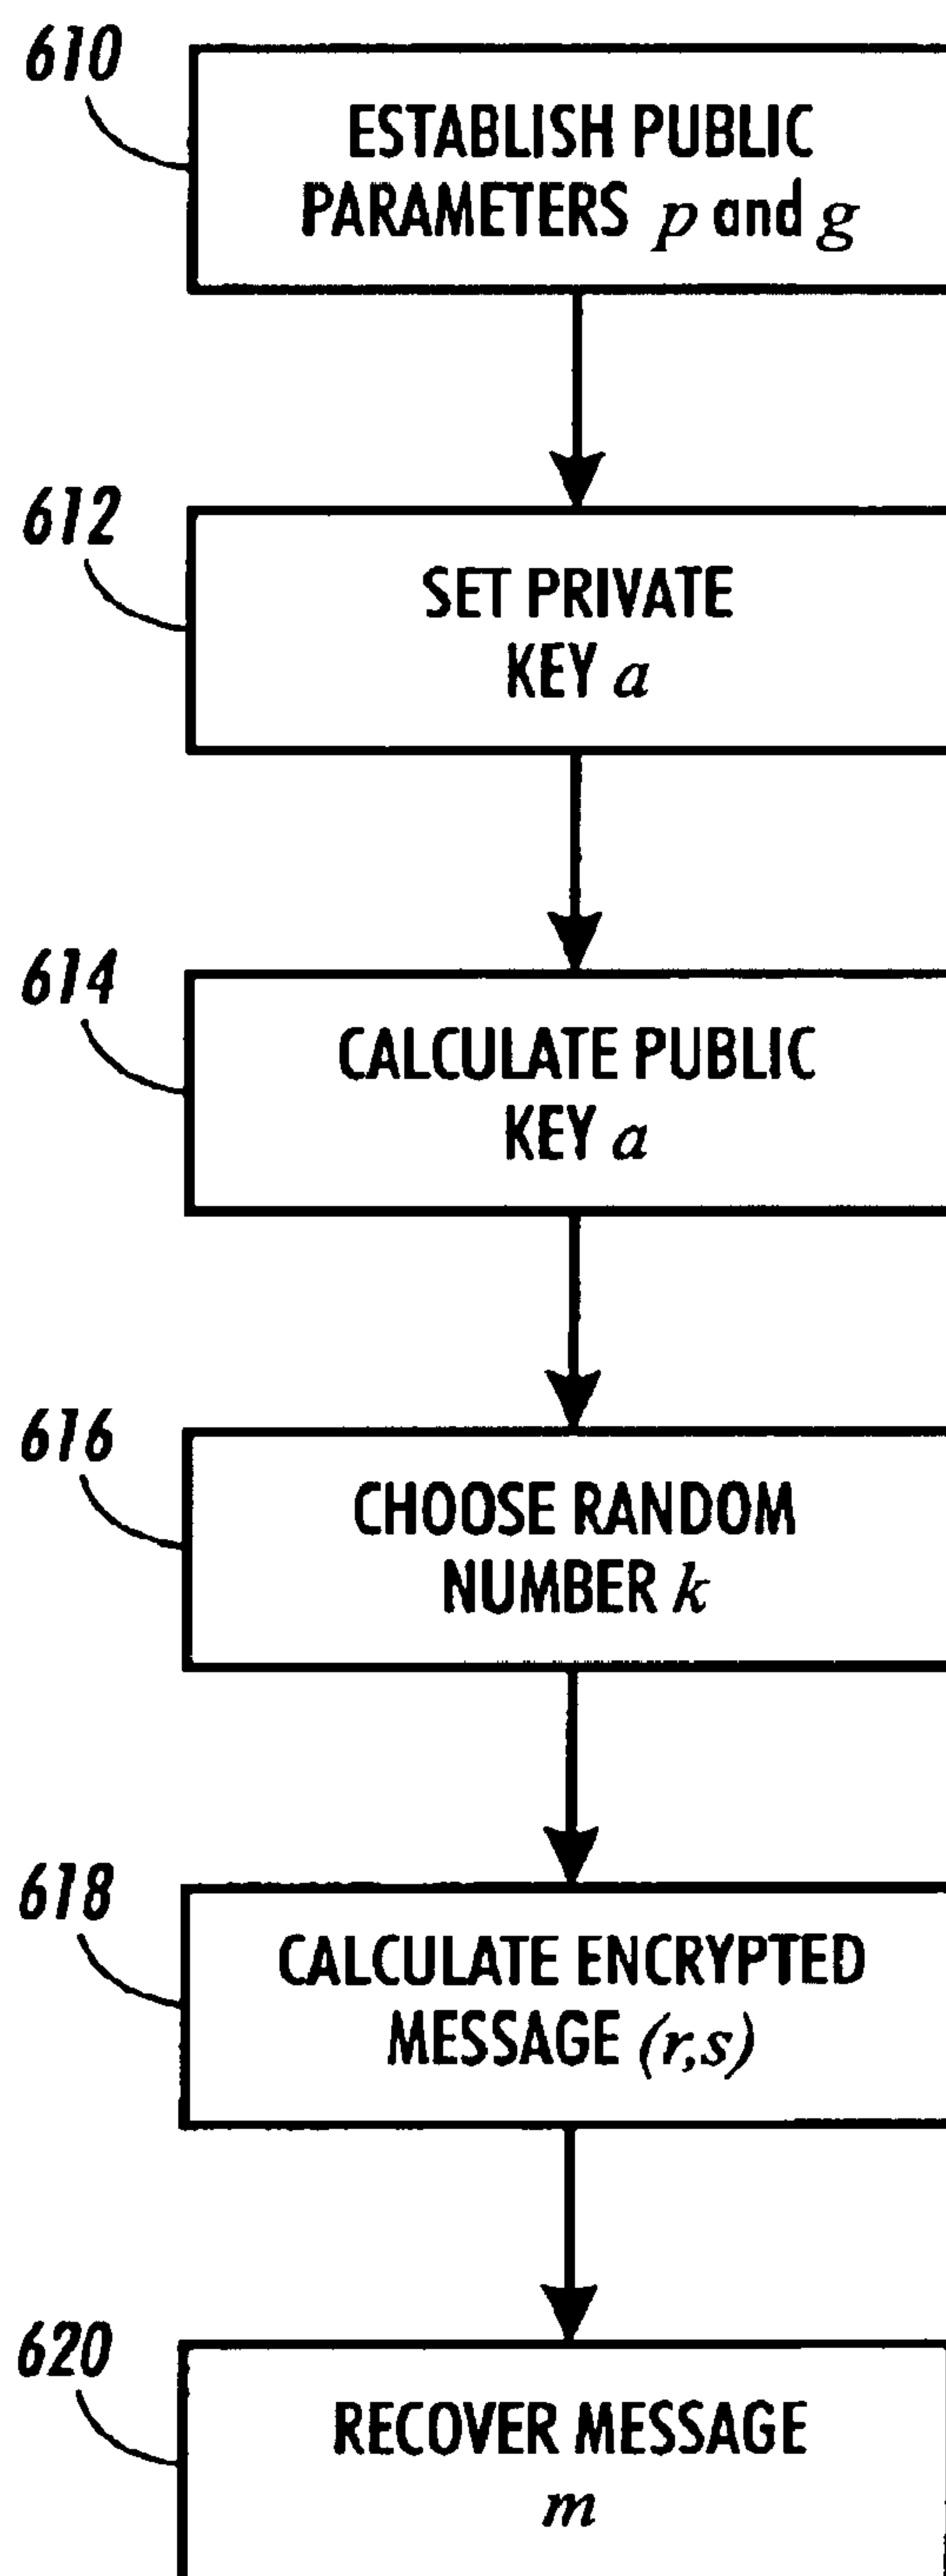 610
ESTABLISH PUBLIC
PARAMETERS p and g
612
SET PRIVATE
KEY a
614
CALCULATE PUBLIC
KEY a
616
CHOOSE RANDOM
NUMBER k
618
CALCULATE ENCRYPTED
MESSAGE (r,s)
620
RECOVER MESSAGE
m